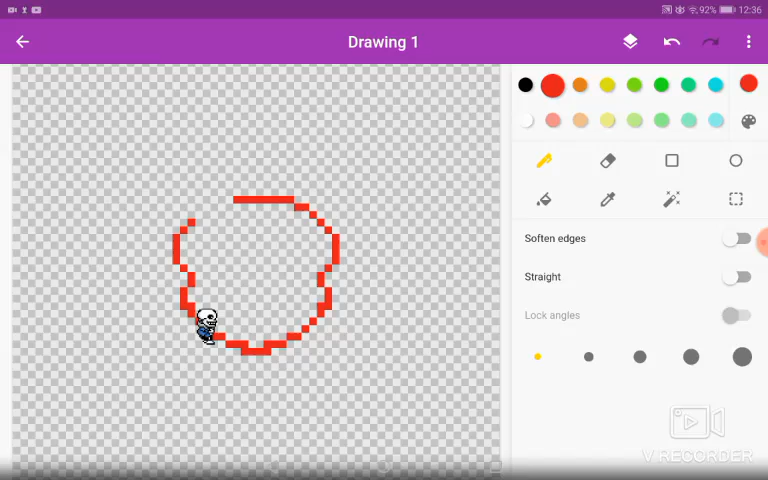 92% 12:36
Drawing 1
Soften edges
Straight
Lock angles
V RECORDER